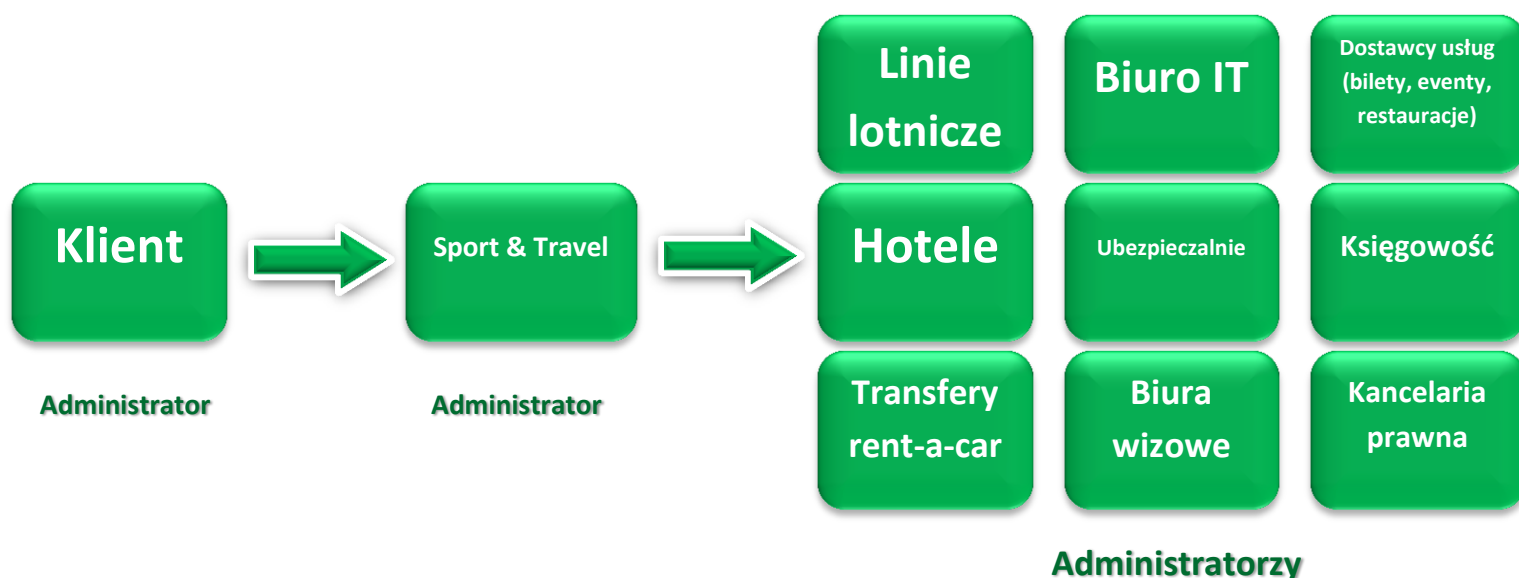 Linie
lotnicze
Biuro IT
Dostawcy usług
(bilety, eventy,
restauracje)
Klient
Sport & Travel
Hotele
Ubezpieczalnie
Księgowość
Administrator
Administrator
Transfery
rent-a-car
Biura
wizowe
Kancelaria
prawna
Administratorzy